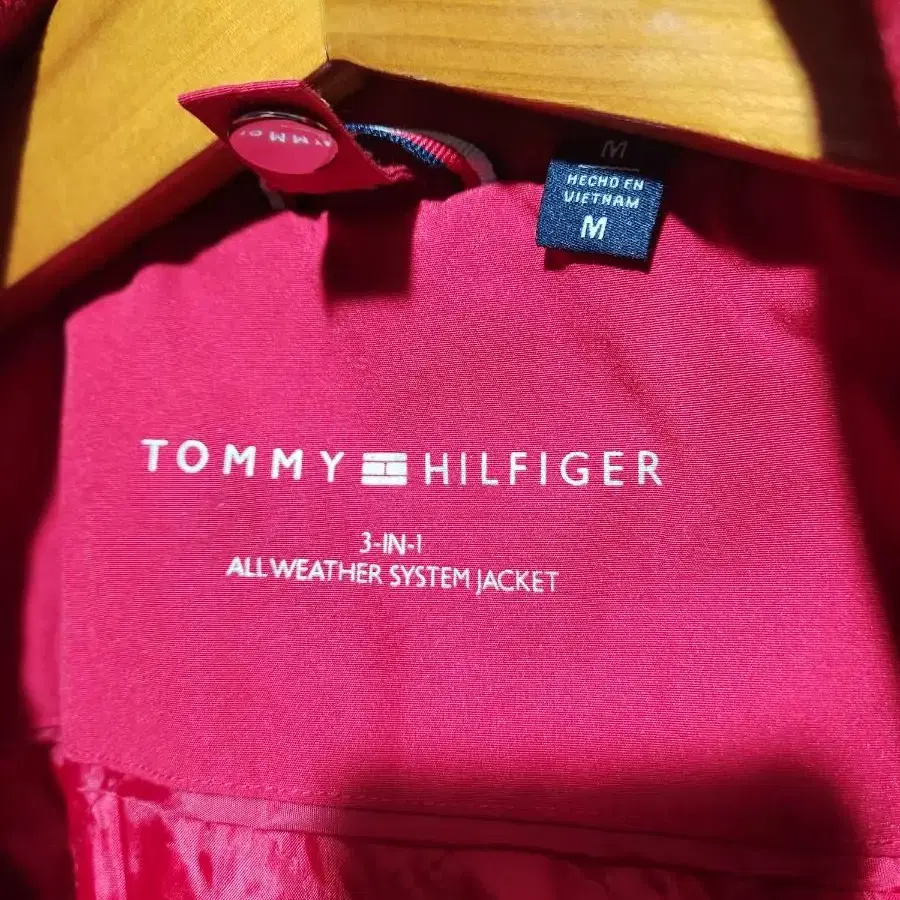 M
HECHO EN
VIETNAM
M
TOMMY HILFIGER
3-IN-1
ALL WEATHER SYSTEM JACKET